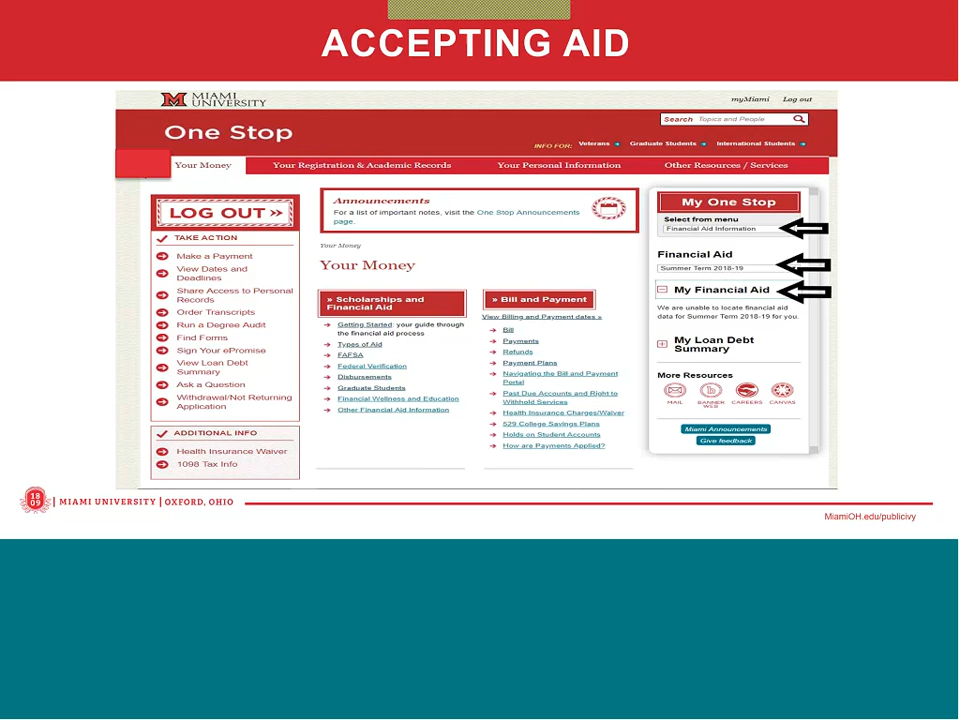 ACCEPTING AID
MIAMI
UNIVERSITY
myMiami Log out
One Stop
Search Topics and People
INFO FOR: Veterans Graduate Students International Students
Your Money Your Registration & Academic Records Your Personal Information Other Resources / Services
LOG OUT »
TAKE ACTION
Make a Payment
View Dates and
Deadlines
Share Access to Personal
Records
Order Transcripts
Run a Degree Audit
Find Forms
Sign Your ePromise
View Loan Debt
Summary
Ask a Question
Withdrawal/Not Returning
Application
ADDITIONAL INFO
Health Insurance Waiver
1098 Tax Info
Announcements
For a list of important notes, visit the One Stop Announcements
page.
Your Money
Your Money
» Scholarships and
Financial Aid
Getting Started: your guide through
the financial aid process
Types of Aid
FAFSA
Federal Verification
Disbursements
Graduate Students
Financial Wellness and Education
Other Financial Aid Information
» Bill and Payment
View Billing and Payment dates »
Bill
Payments
Refunds
Payment Plans
Navigating the Bill and Payment
Portal
Past Due Accounts and Right to
Withhold Services
Health Insurance Charges/Waiver
529 College Savings Plans
Holds on Student Accounts
How are Payments Applied?
My One Stop
Select from menu
Financial Aid Information
Financial Aid
Summer Term 2018-19
My Financial Aid
We are unable to locate financial aid
data for Summer Term 2018-19 for you.
My Loan Debt
Summary
More Resources
MAIL BANNER WEB CAREERS CANVAS
Miami Announcements
Give feedback
18
09
MIAMI UNIVERSITY | OXFORD, OHIO
MiamiOH.edu/publicivy